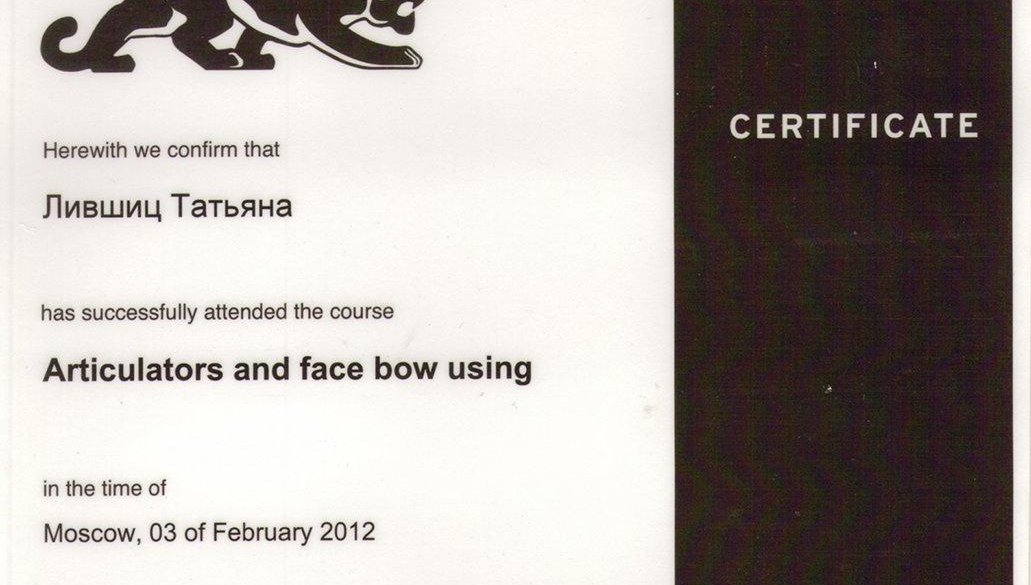 CERTIFICATE
Herewith we confirm that
Лившиц Татьяна
has successfully attended the course
Articulators and face bow using
in the time of
Moscow, 03 of February 2012